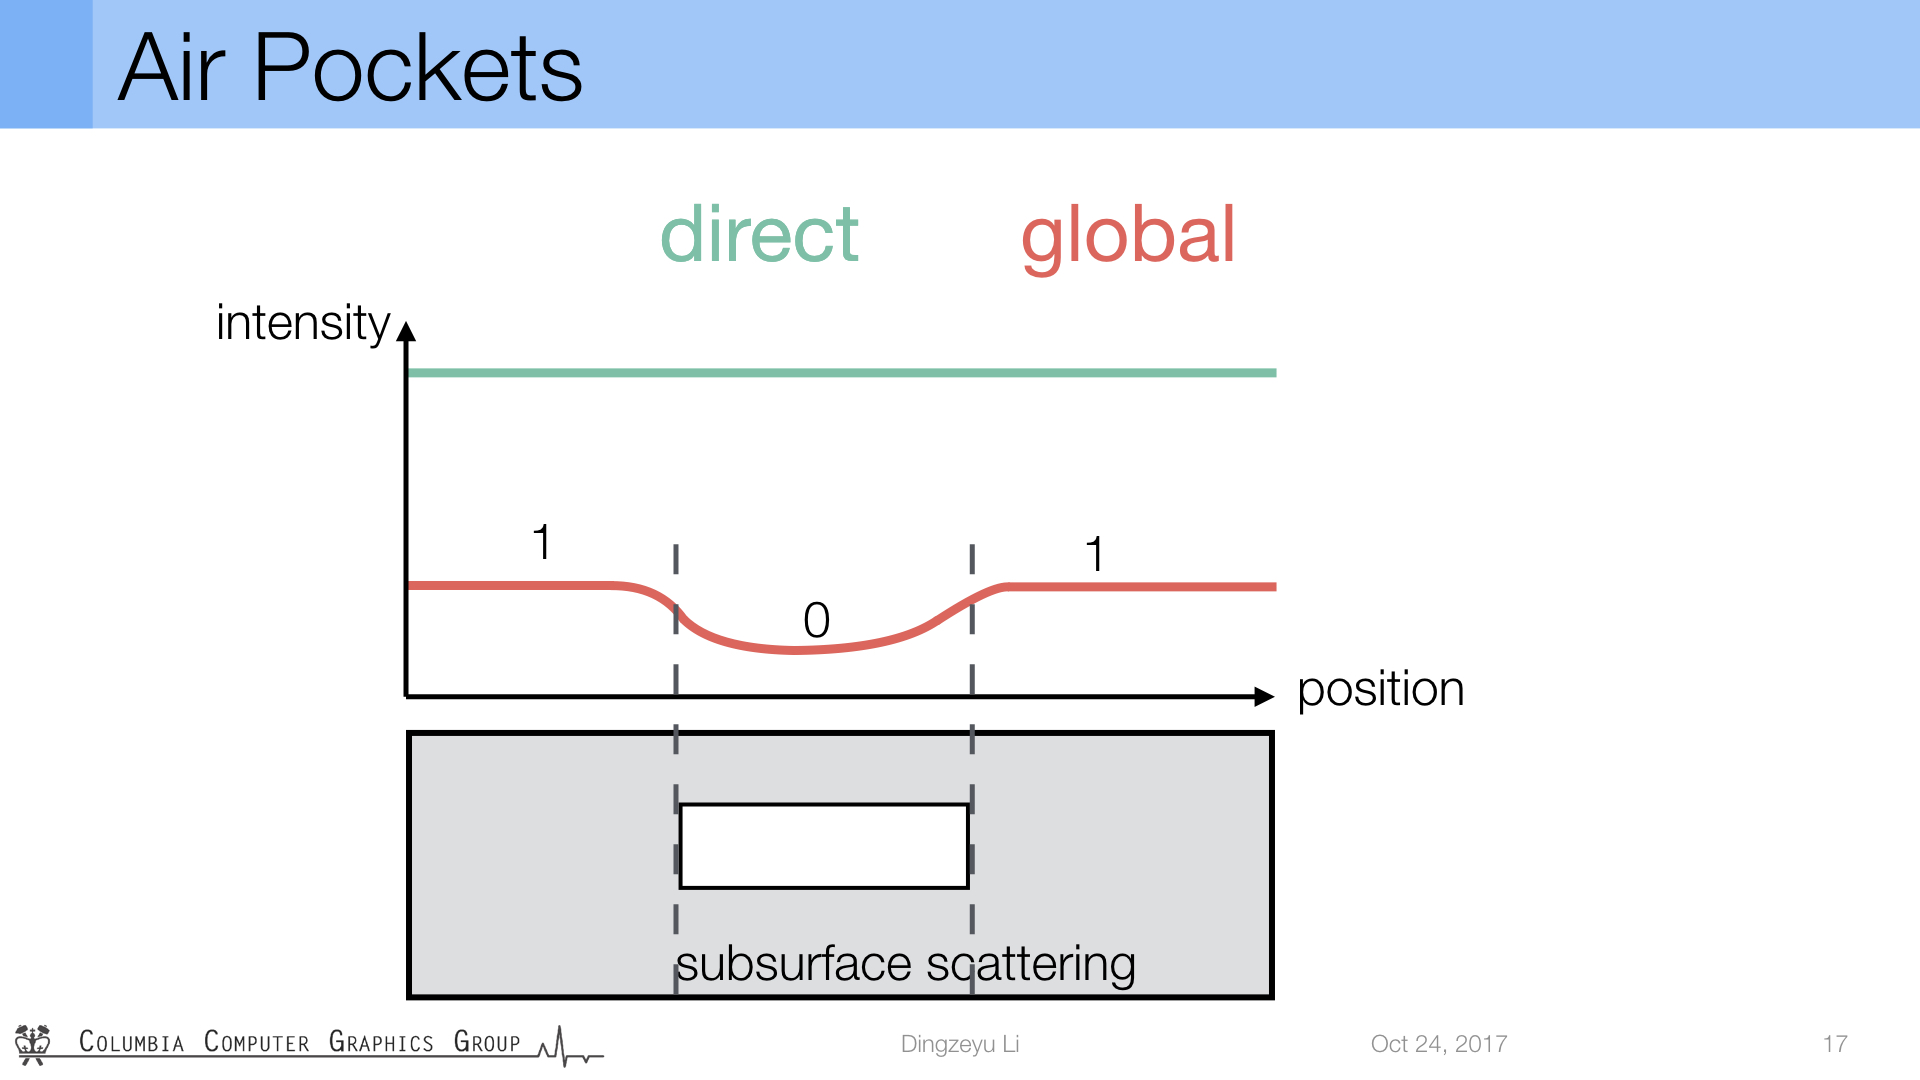 Air Pockets
direct global
intensity
1 1
0
position
subsurface scattering
COLUMBIA COMPUTER GRAPHICS GROUP
Dingzeyu Li
Oct 24, 2017
17